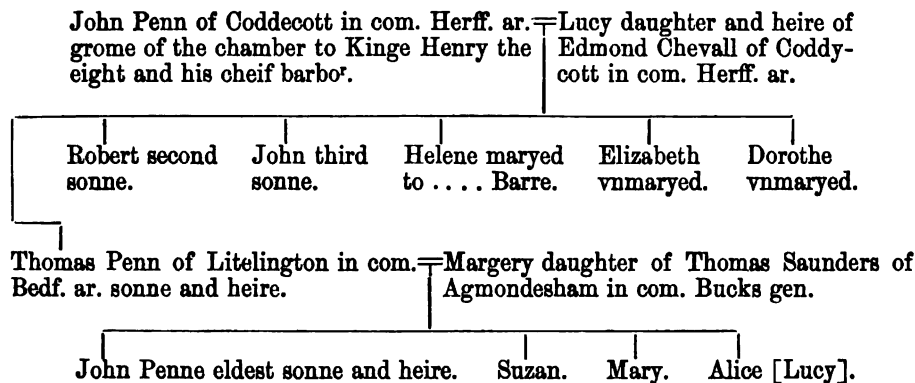 John Penn of Coddecott in com. Herff. ar.
grome of the chamber to Kinge Henry the
eight and his cheif barboʳ.
Lucy daughter and heire of
Edmond Chevall of Coddy-
cott in com. Herff. ar.
Robert second
sonne.
John third
sonne.
Helene maryed
to .... Barre.
Elizabeth
vnmaryed.
Dorothe
vnmaryed.
Thomas Penn of Litelington in com.
Bedf. ar. sonne and heire.
Margery daughter of Thomas Saunders of
Agmondesham in com. Bucks gen.
John Penne eldest sonne and heire.
Suzan.
Mary.
Alice [Lucy].